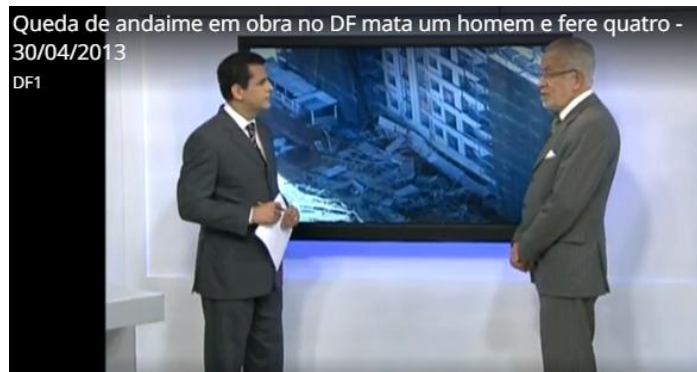 Queda de andaime em obra no DF mata um homem e fere quatro -
30/04/2013
DF1